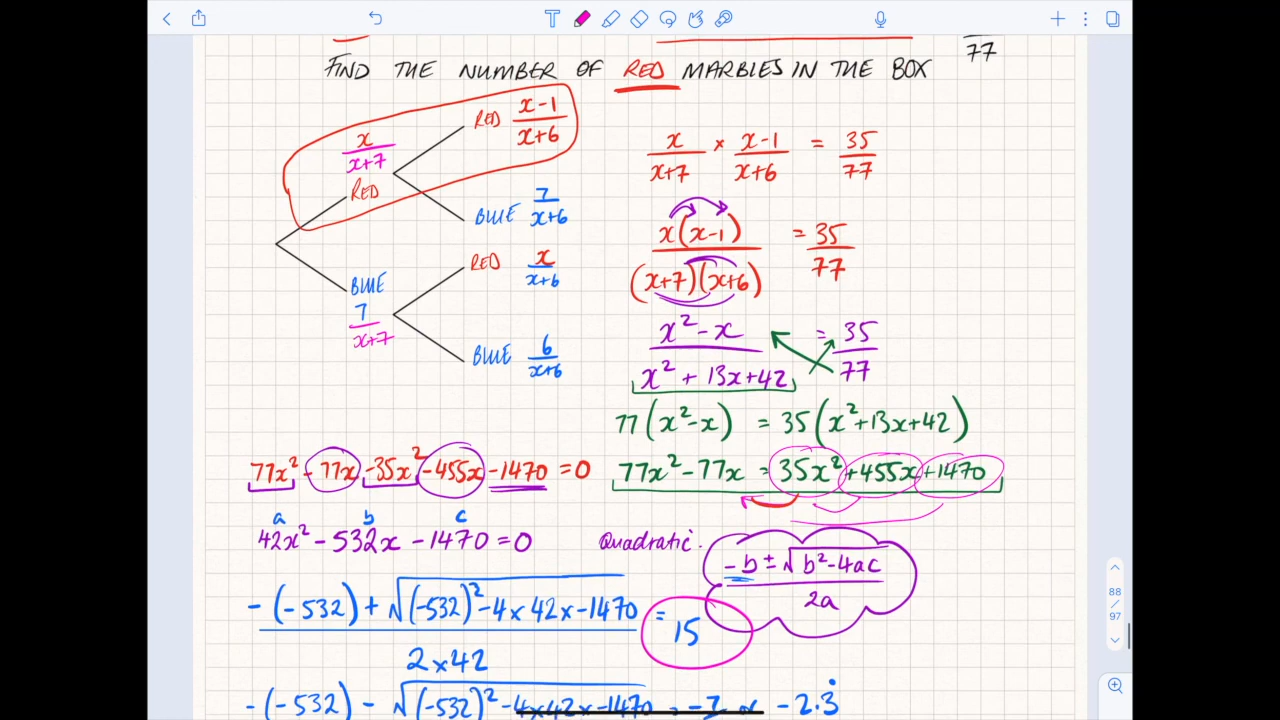 77
FIND THE NUMBER OF RED MARBLES IN THE BOX
x/(x+7)
RED
RED (x-1)/(x+6)
BLUE 7/(x+6)
BLUE
7/(x+7)
RED x/(x+6)
BLUE 6/(x+6)
x/(x+7) × (x-1)/(x+6) = 35/77
x(x-1)/((x+7)(x+6)) = 35/77
(x²-x)/(x²+13x+42) = 35/77
77(x²-x) = 35(x²+13x+42)
77x²-77x = 35x²+455x+1470
77x²-77x-35x²-455x-1470=0
a b c
42x²-532x-1470=0
Quadratic.
(-b±√(b²-4ac))/2a
(-(-532)+√((-532)²-4×42×-1470))/(2×42) = 15
-(-532)-√((-532)²-4×42×-1470) = -7/ or -2.3̇
88
/
97